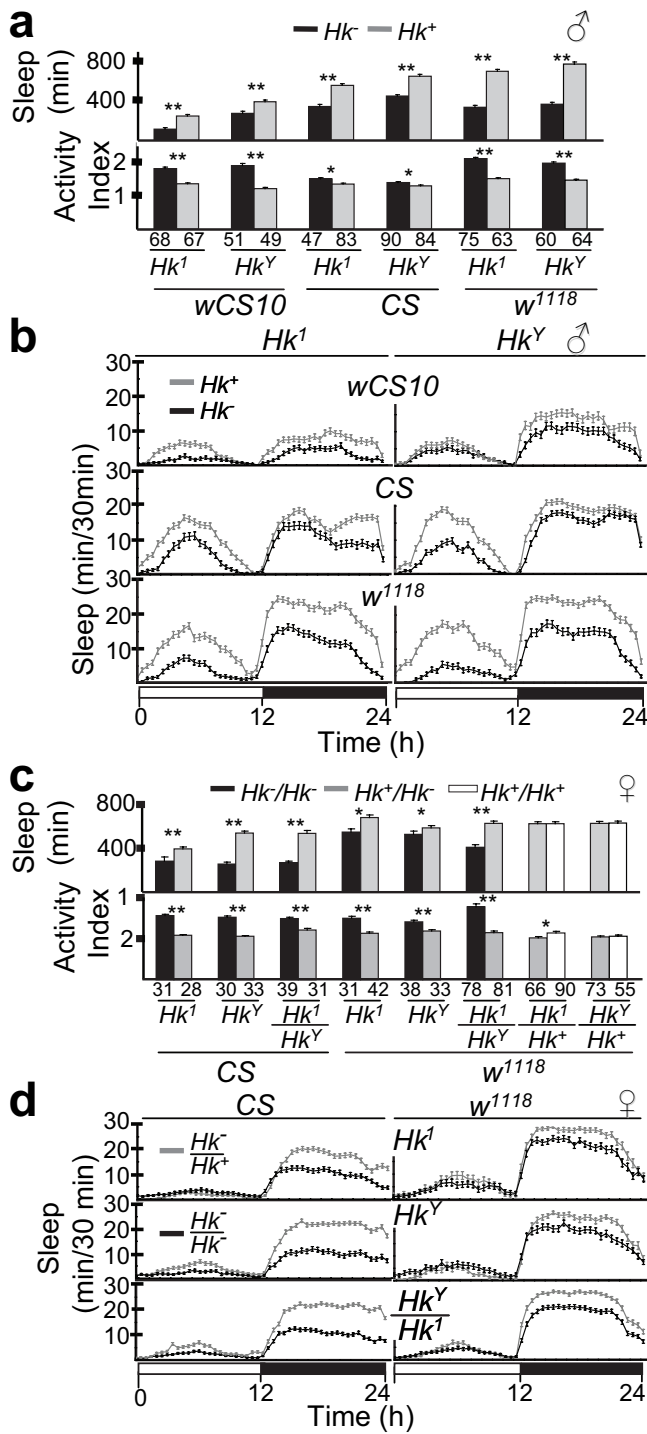 a
Hk- Hk+ ♂
Sleep (min)
800
400
** ** ** ** ** **
Activity Index
2
1
** ** * * ** **
68 67 51 49 47 83 90 84 75 63 60 64
Hk1 HkY Hk1 HkY Hk1 HkY
wCS10 CS w1118
b
Hk1 HkY ♂
Sleep (min/30min)
30
20
10
Hk+
Hk-
wCS10
30
20
10
CS
30
20
10
w1118
0 12 12 24
24
Time (h)
c
Hk-/Hk- Hk+/Hk- Hk+/Hk+ ♀
Sleep (min)
800
400
** ** ** * * **
Activity Index
1
2
** ** ** ** ** ** *
31 28 30 33 39 31 31 42 38 33 78 81 66 90 73 55
Hk1 HkY Hk1 Hk1 HkY Hk1 Hk1 HkY
HkY HkY Hk+ Hk+
CS w1118
d
CS w1118 ♀
Sleep (min/30 min)
30
20
10
Hk-
Hk+
Hk1
30
20
10
Hk-
Hk-
HkY
30
20
10
HkY
Hk1
0 12 24 12 24
Time (h)